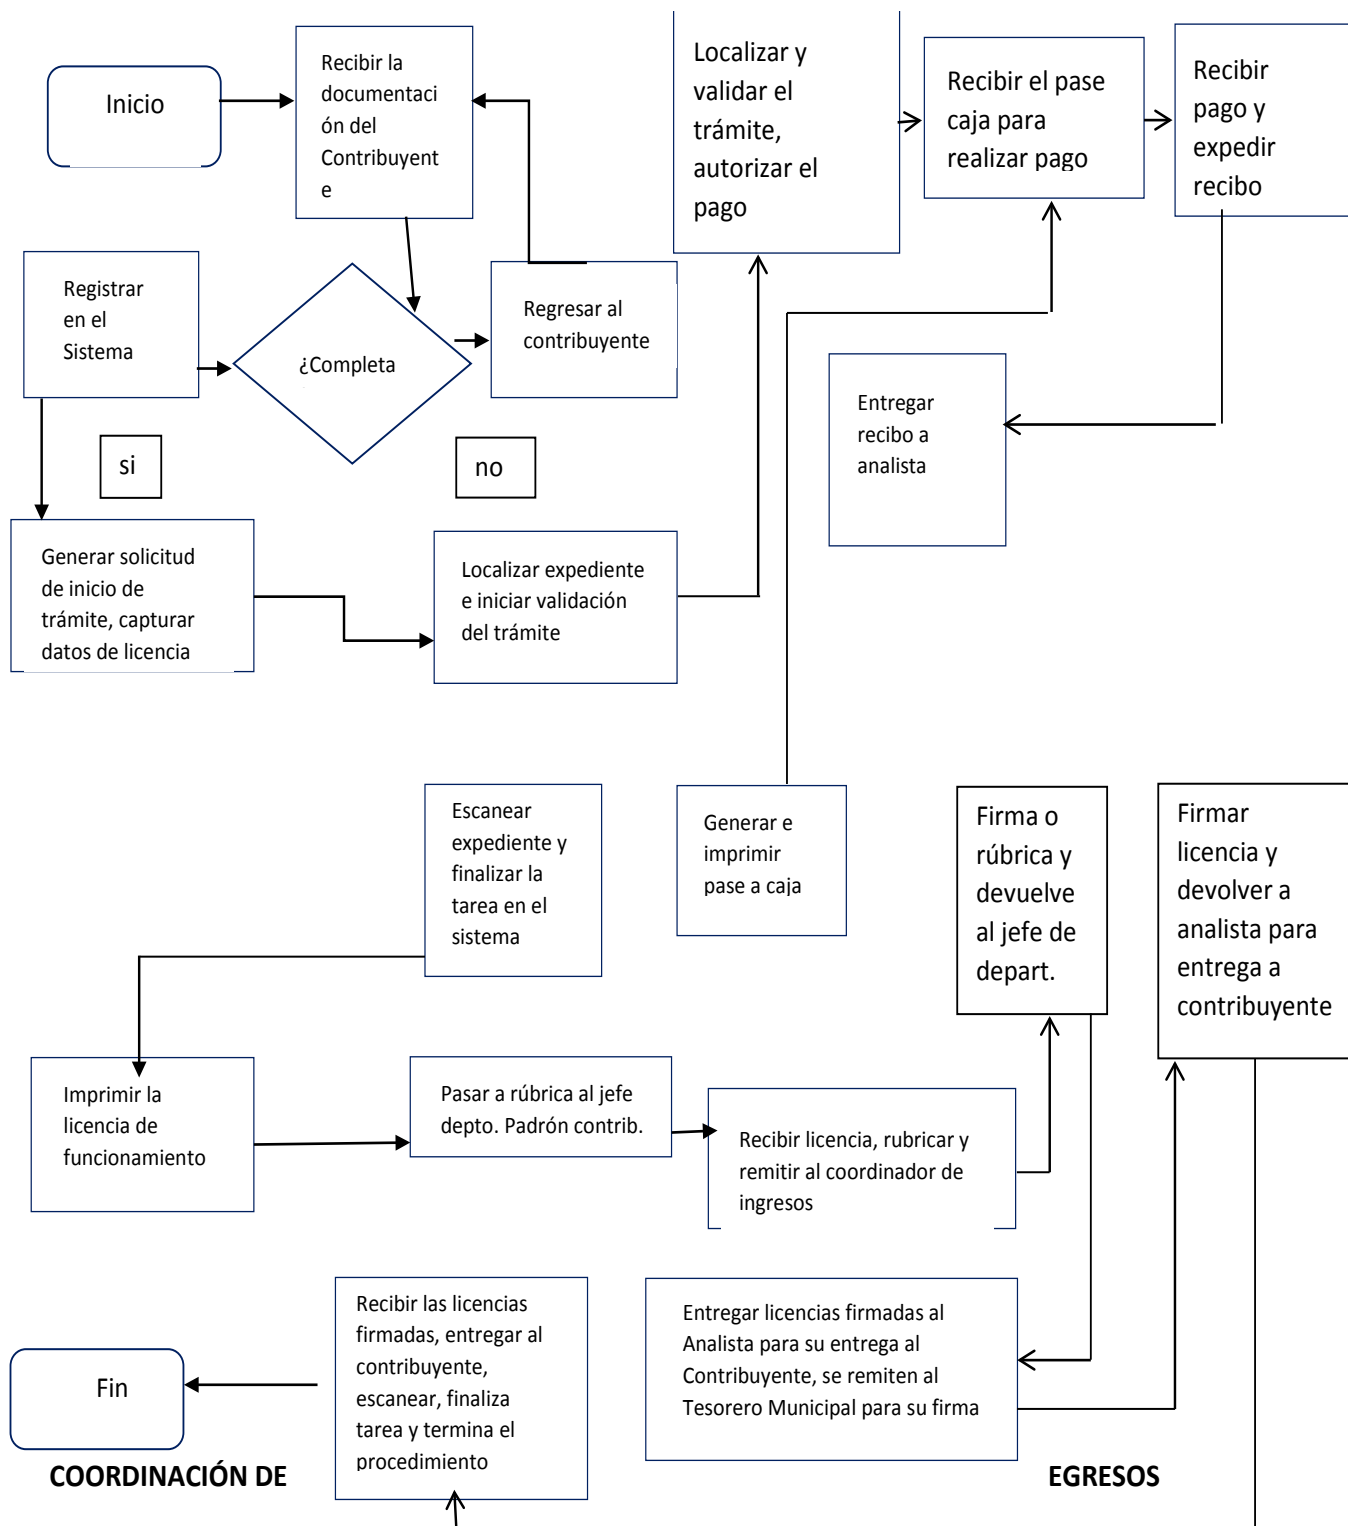 Inicio
Recibir la
documentaci
ón del
Contribuyent
e
Localizar y
validar el
trámite,
autorizar el
pago
Recibir el pase
caja para
realizar pago
Recibir
pago y
expedir
recibo
Registrar
en el
Sistema
¿Completa
Regresar al
contribuyente
Entregar
recibo a
analista
si
no
Generar solicitud
de inicio de
trámite, capturar
datos de licencia
Localizar expediente
e iniciar validación
del trámite
Escanear
expediente y
finalizar la
tarea en el
sistema
Generar e
imprimir
pase a caja
Firma o
rúbrica y
devuelve
al jefe de
depart.
Firmar
licencia y
devolver a
analista para
entrega a
contribuyente
Imprimir la
licencia de
funcionamiento
Pasar a rúbrica al jefe
depto. Padrón contrib.
Recibir licencia, rubricar y
remitir al coordinador de
ingresos
Recibir las licencias
firmadas, entregar al
contribuyente,
escanear, finaliza
tarea y termina el
procedimiento
Entregar licencias firmadas al
Analista para su entrega al
Contribuyente, se remiten al
Tesorero Municipal para su firma
Fin
COORDINACIÓN DE EGRESOS